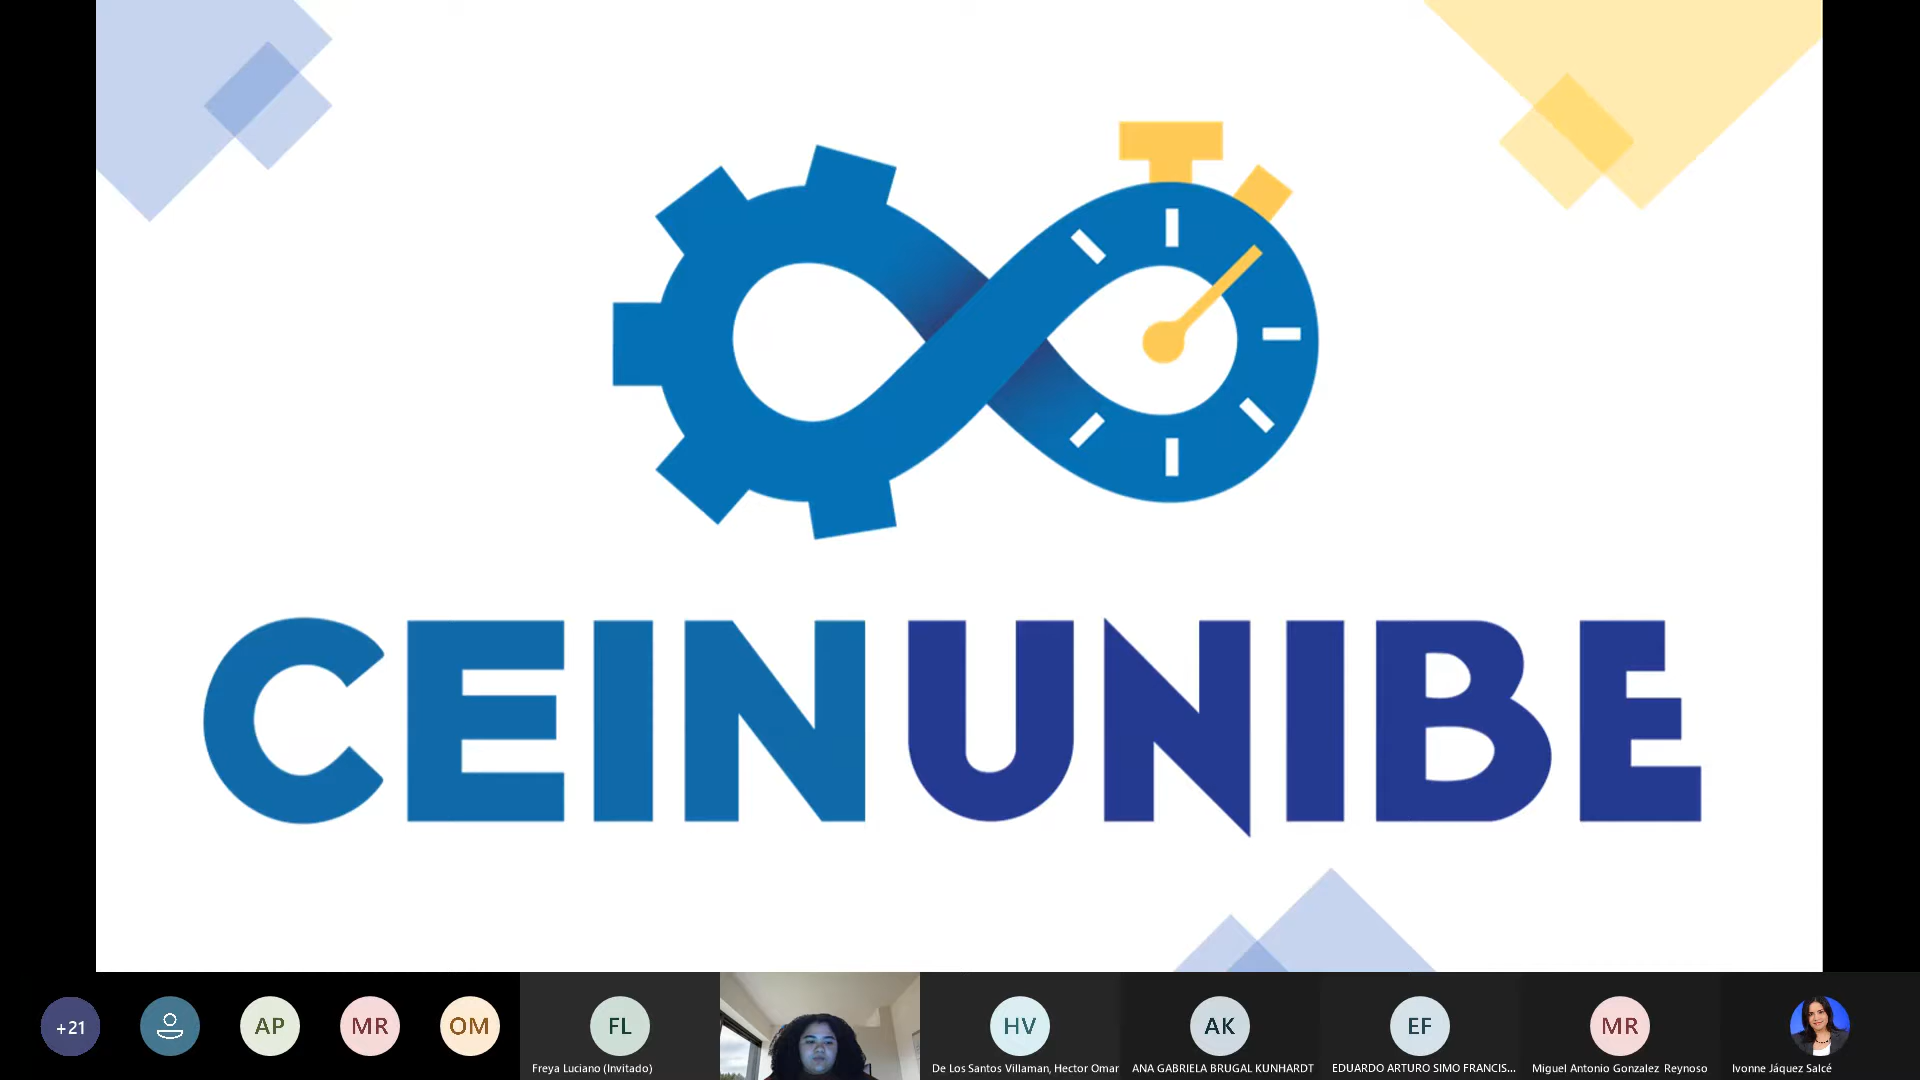 CEINUNIBE
+21
AP
MR
OM
FL
HV
AK
EF
MR
Freya Luciano (Invitado)
De Los Santos Villaman, Hector Omar
ANA GABRIELA BRUGAL KUNHARDT
EDUARDO ARTURO SIMO FRANCIS...
Miguel Antonio Gonzalez Reynoso
Ivonne Jáquez Salcé